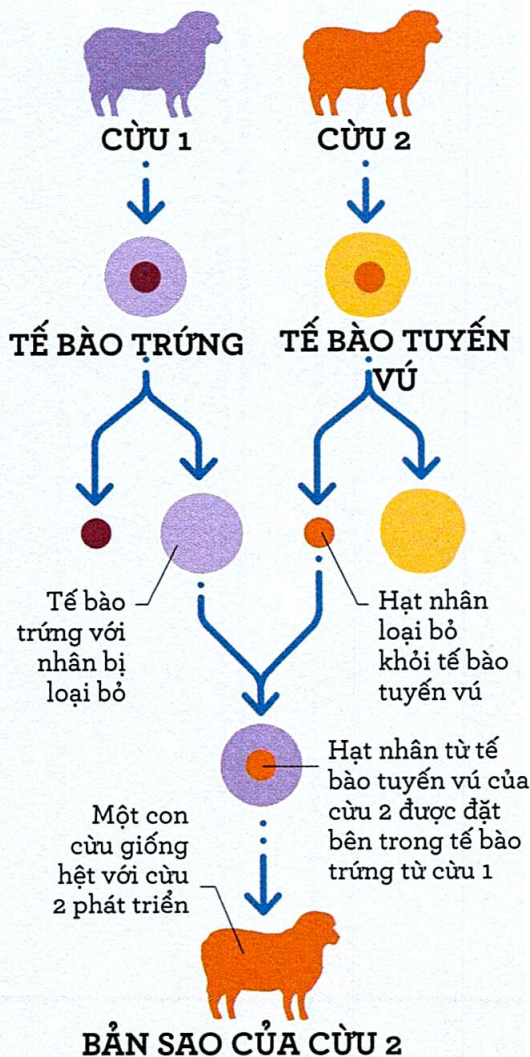 CỪU 1
CỪU 2
TẾ BÀO TRỨNG
TẾ BÀO TUYẾN
VÚ
Tế bào
trứng với
nhân bị
loại bỏ
Hạt nhân
loại bỏ
khỏi tế bào
tuyến vú
Hạt nhân từ tế
bào tuyến vú của
cừu 2 được đặt
bên trong tế bào
trứng từ cừu 1
Một con
cừu giống
hệt với cừu
2 phát triển
BẢN SAO CỦA CỪU 2